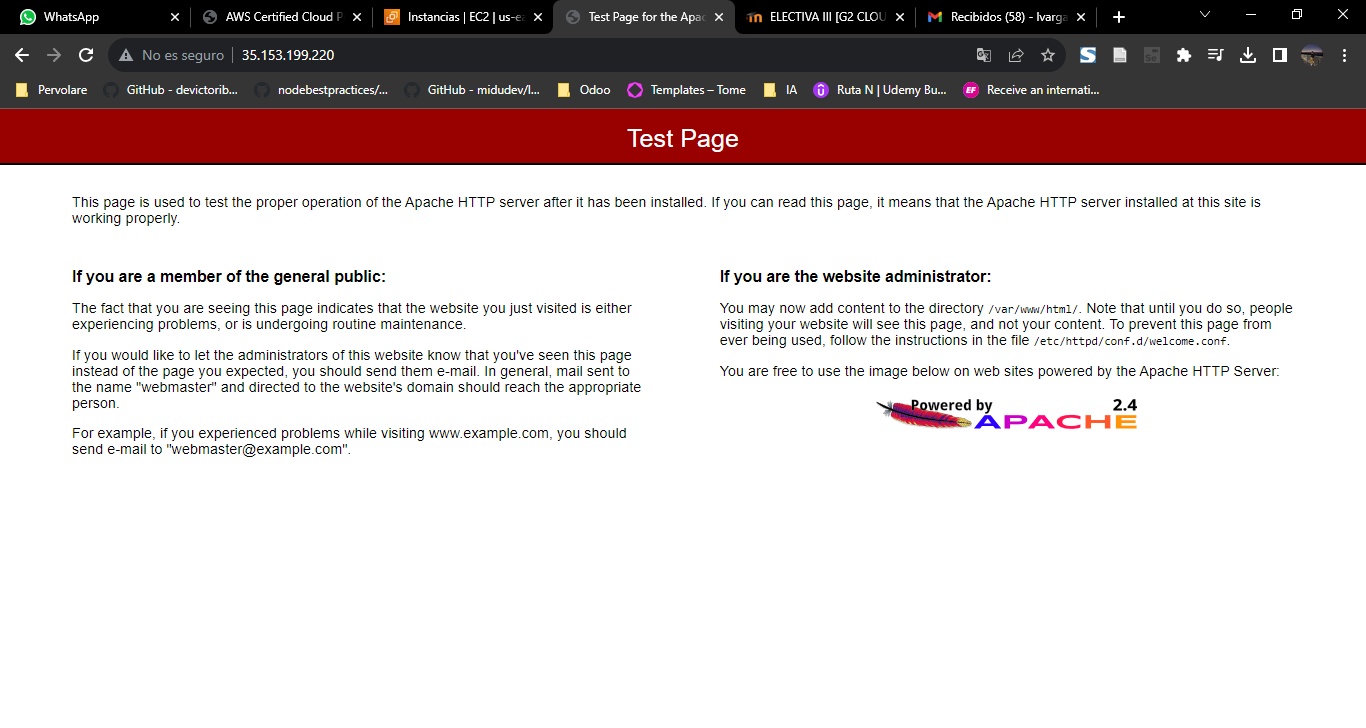 WhatsApp
AWS Certified Cloud P
Instancias | EC2 | us-ea
Test Page for the Apac
ELECTIVA III [G2 CLOU
Recibidos (58) - lvarga
No es seguro
35.153.199.220
Pervolare
GitHub - devictorib...
nodebestpractices/...
GitHub - midudev/l...
Odoo
Templates – Tome
IA
Ruta N | Udemy Bu...
EF
Receive an internati...
Test Page
This page is used to test the proper operation of the Apache HTTP server after it has been installed. If you can read this page, it means that the Apache HTTP server installed at this site is
working properly.
If you are a member of the general public:
The fact that you are seeing this page indicates that the website you just visited is either
experiencing problems, or is undergoing routine maintenance.
If you would like to let the administrators of this website know that you've seen this page
instead of the page you expected, you should send them e-mail. In general, mail sent to
the name "webmaster" and directed to the website's domain should reach the appropriate
person.
For example, if you experienced problems while visiting www.example.com, you should
send e-mail to "webmaster@example.com".
If you are the website administrator:
You may now add content to the directory /var/www/html/. Note that until you do so, people
visiting your website will see this page, and not your content. To prevent this page from
ever being used, follow the instructions in the file /etc/httpd/conf.d/welcome.conf.
You are free to use the image below on web sites powered by the Apache HTTP Server:
Powered by 2.4
APACHE